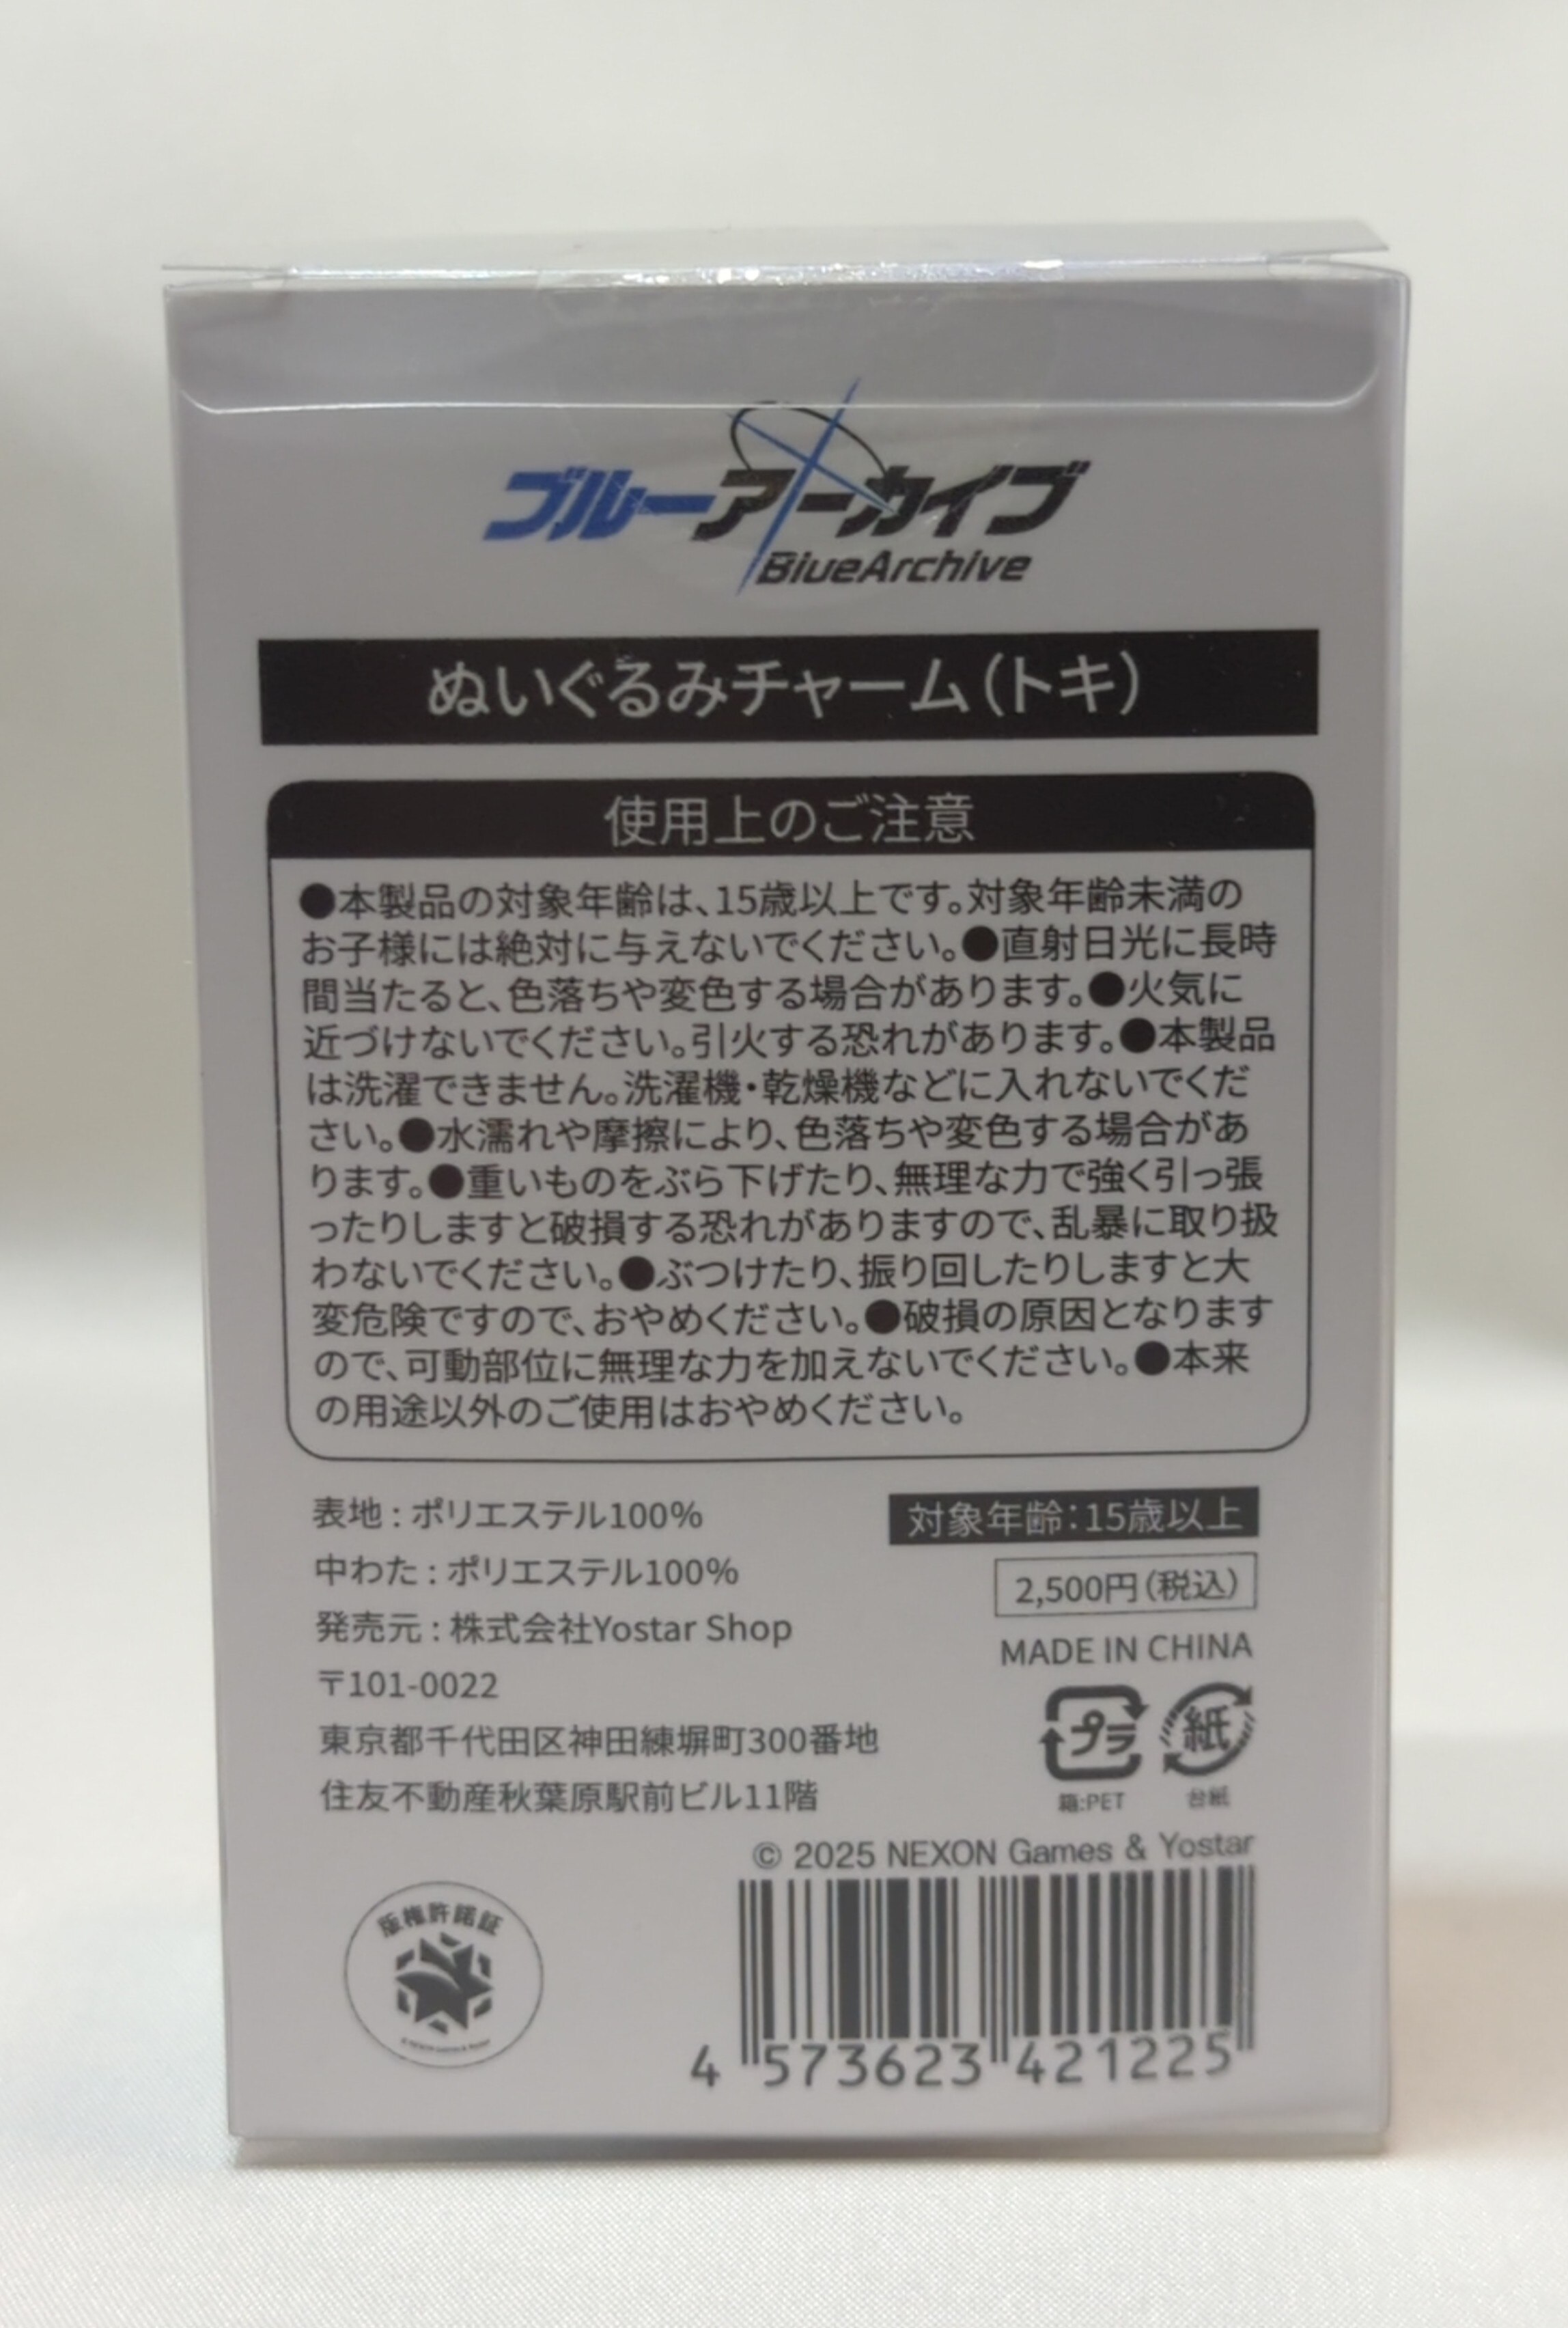 ブルーアーカイブ
BlueArchive
ぬいぐるみチャーム(トキ)
使用上のご注意
●本製品の対象年齢は、15歳以上です。対象年齢未満の
お子様には絶対に与えないでください。●直射日光に長時
間当たると、色落ちや変色する場合があります。●火気に
近づけないでください。引火する恐れがあります。●本製品
は洗濯できません。洗濯機・乾燥機などに入れないでくだ
さい。●水濡れや摩擦により、色落ちや変色する場合があ
ります。●重いものをぶら下げたり、無理な力で強く引っ張
ったりしますと破損する恐れがありますので、乱暴に取り扱
わないでください。●ぶつけたり、振り回したりしますと大
変危険ですので、おやめください。●破損の原因となります
ので、可動部位に無理な力を加えないでください。●本来
の用途以外のご使用はおやめください。
表地:ポリエステル100%
中わた:ポリエステル100%
発売元:株式会社Yostar Shop
〒101-0022
東京都千代田区神田練塀町300番地
住友不動産秋葉原駅前ビル11階
対象年齢:15歳以上
2,500円(税込)
MADE IN CHINA
プラ 紙
箱:PET 台紙
© 2025 NEXON Games & Yostar
版権許諾証
4 573623 421225